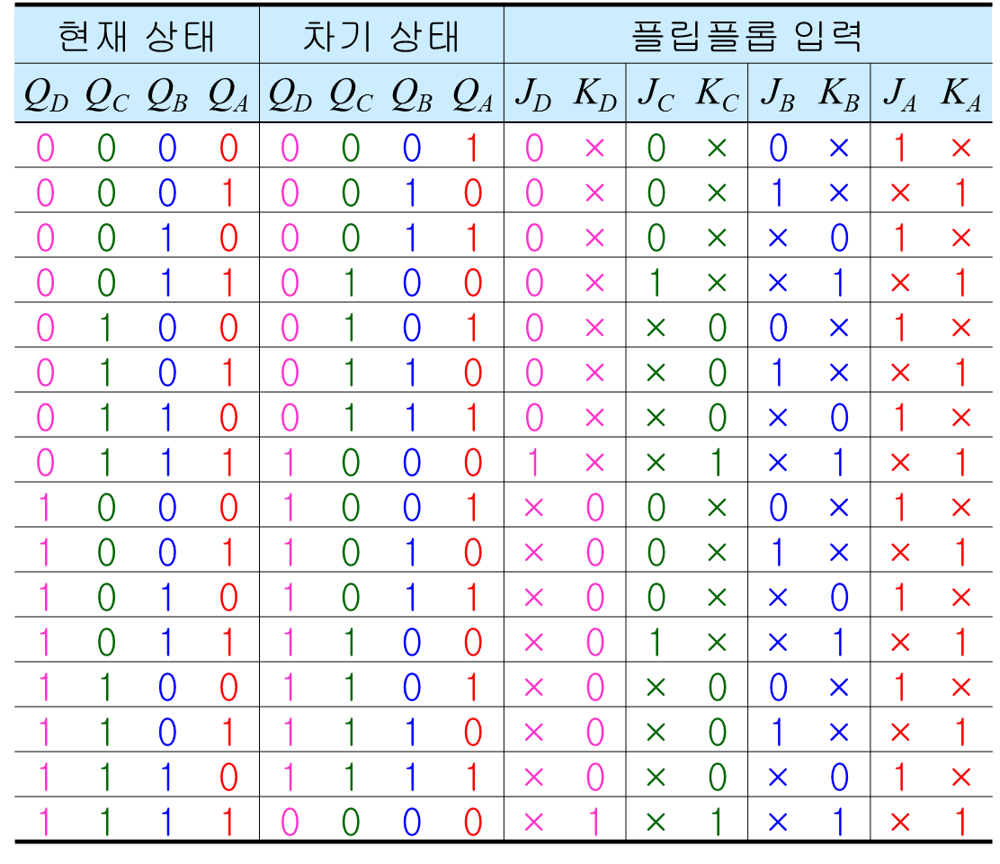 현재 상태 차기 상태 플립플롭 입력
Q_D Q_C Q_B Q_A Q_D Q_C Q_B Q_A J_D K_D J_C K_C J_B K_B J_A K_A
0 0 0 0 0 0 0 1 0 × 0 × 0 × 1 ×
0 0 0 1 0 0 1 0 0 × 0 × 1 × × 1
0 0 1 0 0 0 1 1 0 × 0 × × 0 1 ×
0 0 1 1 0 1 0 0 0 × 1 × × 1 × 1
0 1 0 0 0 1 0 1 0 × × 0 0 × 1 ×
0 1 0 1 0 1 1 0 0 × × 0 1 × × 1
0 1 1 0 0 1 1 1 0 × × 0 × 0 1 ×
0 1 1 1 1 0 0 0 1 × × 1 × 1 × 1
1 0 0 0 1 0 0 1 × 0 0 × 0 × 1 ×
1 0 0 1 1 0 1 0 × 0 0 × 1 × × 1
1 0 1 0 1 0 1 1 × 0 0 × × 0 1 ×
1 0 1 1 1 1 0 0 × 0 1 × × 1 × 1
1 1 0 0 1 1 0 1 × 0 × 0 0 × 1 ×
1 1 0 1 1 1 1 0 × 0 × 0 1 × × 1
1 1 1 0 1 1 1 1 × 0 × 0 × 0 1 ×
1 1 1 1 0 0 0 0 × 1 × 1 × 1 × 1